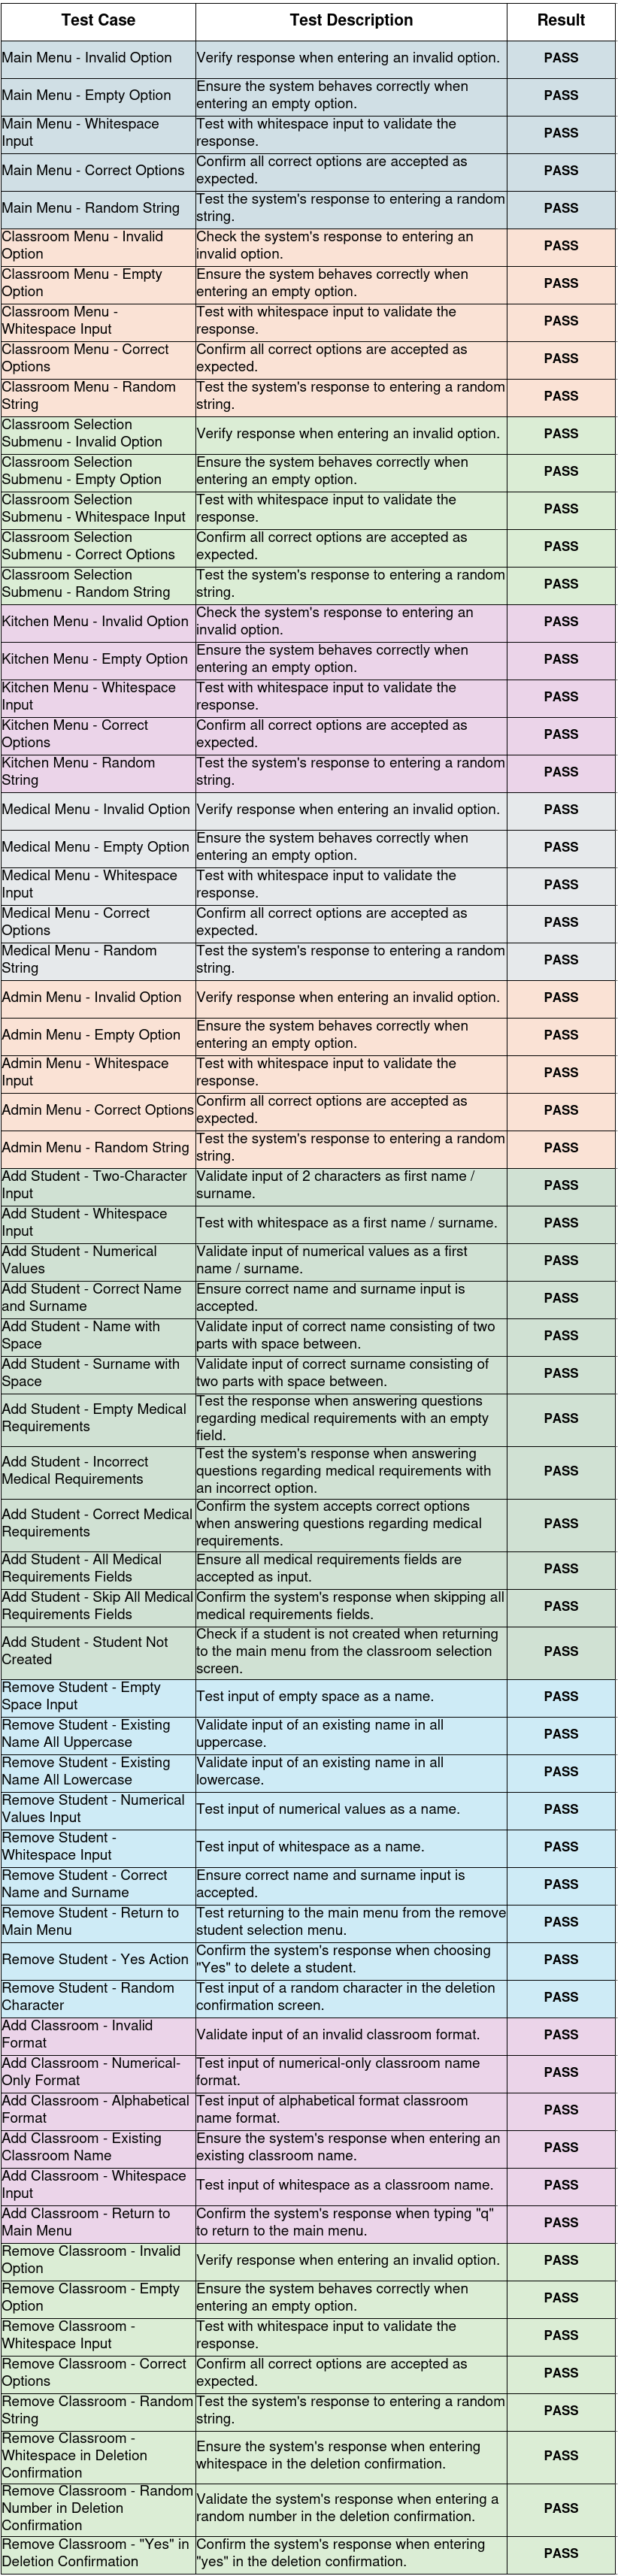 Test Case Test Description Result
Main Menu - Invalid Option Verify response when entering an invalid option. PASS
Main Menu - Empty Option Ensure the system behaves correctly when entering an empty option. PASS
Main Menu - Whitespace Input Test with whitespace input to validate the response. PASS
Main Menu - Correct Options Confirm all correct options are accepted as expected. PASS
Main Menu - Random String Test the system's response to entering a random string. PASS
Classroom Menu - Invalid Option Check the system's response to entering an invalid option. PASS
Classroom Menu - Empty Option Ensure the system behaves correctly when entering an empty option. PASS
Classroom Menu - Whitespace Input Test with whitespace input to validate the response. PASS
Classroom Menu - Correct Options Confirm all correct options are accepted as expected. PASS
Classroom Menu - Random String Test the system's response to entering a random string. PASS
Classroom Selection Submenu - Invalid Option Verify response when entering an invalid option. PASS
Classroom Selection Submenu - Empty Option Ensure the system behaves correctly when entering an empty option. PASS
Classroom Selection Submenu - Whitespace Input Test with whitespace input to validate the response. PASS
Classroom Selection Submenu - Correct Options Confirm all correct options are accepted as expected. PASS
Classroom Selection Submenu - Random String Test the system's response to entering a random string. PASS
Kitchen Menu - Invalid Option Check the system's response to entering an invalid option. PASS
Kitchen Menu - Empty Option Ensure the system behaves correctly when entering an empty option. PASS
Kitchen Menu - Whitespace Input Test with whitespace input to validate the response. PASS
Kitchen Menu - Correct Options Confirm all correct options are accepted as expected. PASS
Kitchen Menu - Random String Test the system's response to entering a random string. PASS
Medical Menu - Invalid Option Verify response when entering an invalid option. PASS
Medical Menu - Empty Option Ensure the system behaves correctly when entering an empty option. PASS
Medical Menu - Whitespace Input Test with whitespace input to validate the response. PASS
Medical Menu - Correct Options Confirm all correct options are accepted as expected. PASS
Medical Menu - Random String Test the system's response to entering a random string. PASS
Admin Menu - Invalid Option Verify response when entering an invalid option. PASS
Admin Menu - Empty Option Ensure the system behaves correctly when entering an empty option. PASS
Admin Menu - Whitespace Input Test with whitespace input to validate the response. PASS
Admin Menu - Correct Options Confirm all correct options are accepted as expected. PASS
Admin Menu - Random String Test the system's response to entering a random string. PASS
Add Student - Two-Character Input Validate input of 2 characters as first name / surname. PASS
Add Student - Whitespace Input Test with whitespace as a first name / surname. PASS
Add Student - Numerical Values Validate input of numerical values as a first name / surname. PASS
Add Student - Correct Name and Surname Ensure correct name and surname input is accepted. PASS
Add Student - Name with Space Validate input of correct name consisting of two parts with space between. PASS
Add Student - Surname with Space Validate input of correct surname consisting of two parts with space between. PASS
Add Student - Empty Medical Requirements Test the response when answering questions regarding medical requirements with an empty field. PASS
Add Student - Incorrect Medical Requirements Test the system's response when answering questions regarding medical requirements with an incorrect option. PASS
Add Student - Correct Medical Requirements Confirm the system accepts correct options when answering questions regarding medical requirements. PASS
Add Student - All Medical Requirements Fields Ensure all medical requirements fields are accepted as input. PASS
Add Student - Skip All Medical Requirements Fields Confirm the system's response when skipping all medical requirements fields. PASS
Add Student - Student Not Created Check if a student is not created when returning to the main menu from the classroom selection screen. PASS
Remove Student - Empty Space Input Test input of empty space as a name. PASS
Remove Student - Existing Name All Uppercase Validate input of an existing name in all uppercase. PASS
Remove Student - Existing Name All Lowercase Validate input of an existing name in all lowercase. PASS
Remove Student - Numerical Values Input Test input of numerical values as a name. PASS
Remove Student - Whitespace Input Test input of whitespace as a name. PASS
Remove Student - Correct Name and Surname Ensure correct name and surname input is accepted. PASS
Remove Student - Return to Main Menu Test returning to the main menu from the remove student selection menu. PASS
Remove Student - Yes Action Confirm the system's response when choosing "Yes" to delete a student. PASS
Remove Student - Random Character Test input of a random character in the deletion confirmation screen. PASS
Add Classroom - Invalid Format Validate input of an invalid classroom format. PASS
Add Classroom - Numerical-Only Format Test input of numerical-only classroom name format. PASS
Add Classroom - Alphabetical Format Test input of alphabetical format classroom name format. PASS
Add Classroom - Existing Classroom Name Ensure the system's response when entering an existing classroom name. PASS
Add Classroom - Whitespace Input Test input of whitespace as a classroom name. PASS
Add Classroom - Return to Main Menu Confirm the system's response when typing "q" to return to the main menu. PASS
Remove Classroom - Invalid Option Verify response when entering an invalid option. PASS
Remove Classroom - Empty Option Ensure the system behaves correctly when entering an empty option. PASS
Remove Classroom - Whitespace Input Test with whitespace input to validate the response. PASS
Remove Classroom - Correct Options Confirm all correct options are accepted as expected. PASS
Remove Classroom - Random String Test the system's response to entering a random string. PASS
Remove Classroom - Whitespace in Deletion Confirmation Ensure the system's response when entering whitespace in the deletion confirmation. PASS
Remove Classroom - Random Number in Deletion Confirmation Validate the system's response when entering a random number in the deletion confirmation. PASS
Remove Classroom - "Yes" in Deletion Confirmation Confirm the system's response when entering "yes" in the deletion confirmation. PASS